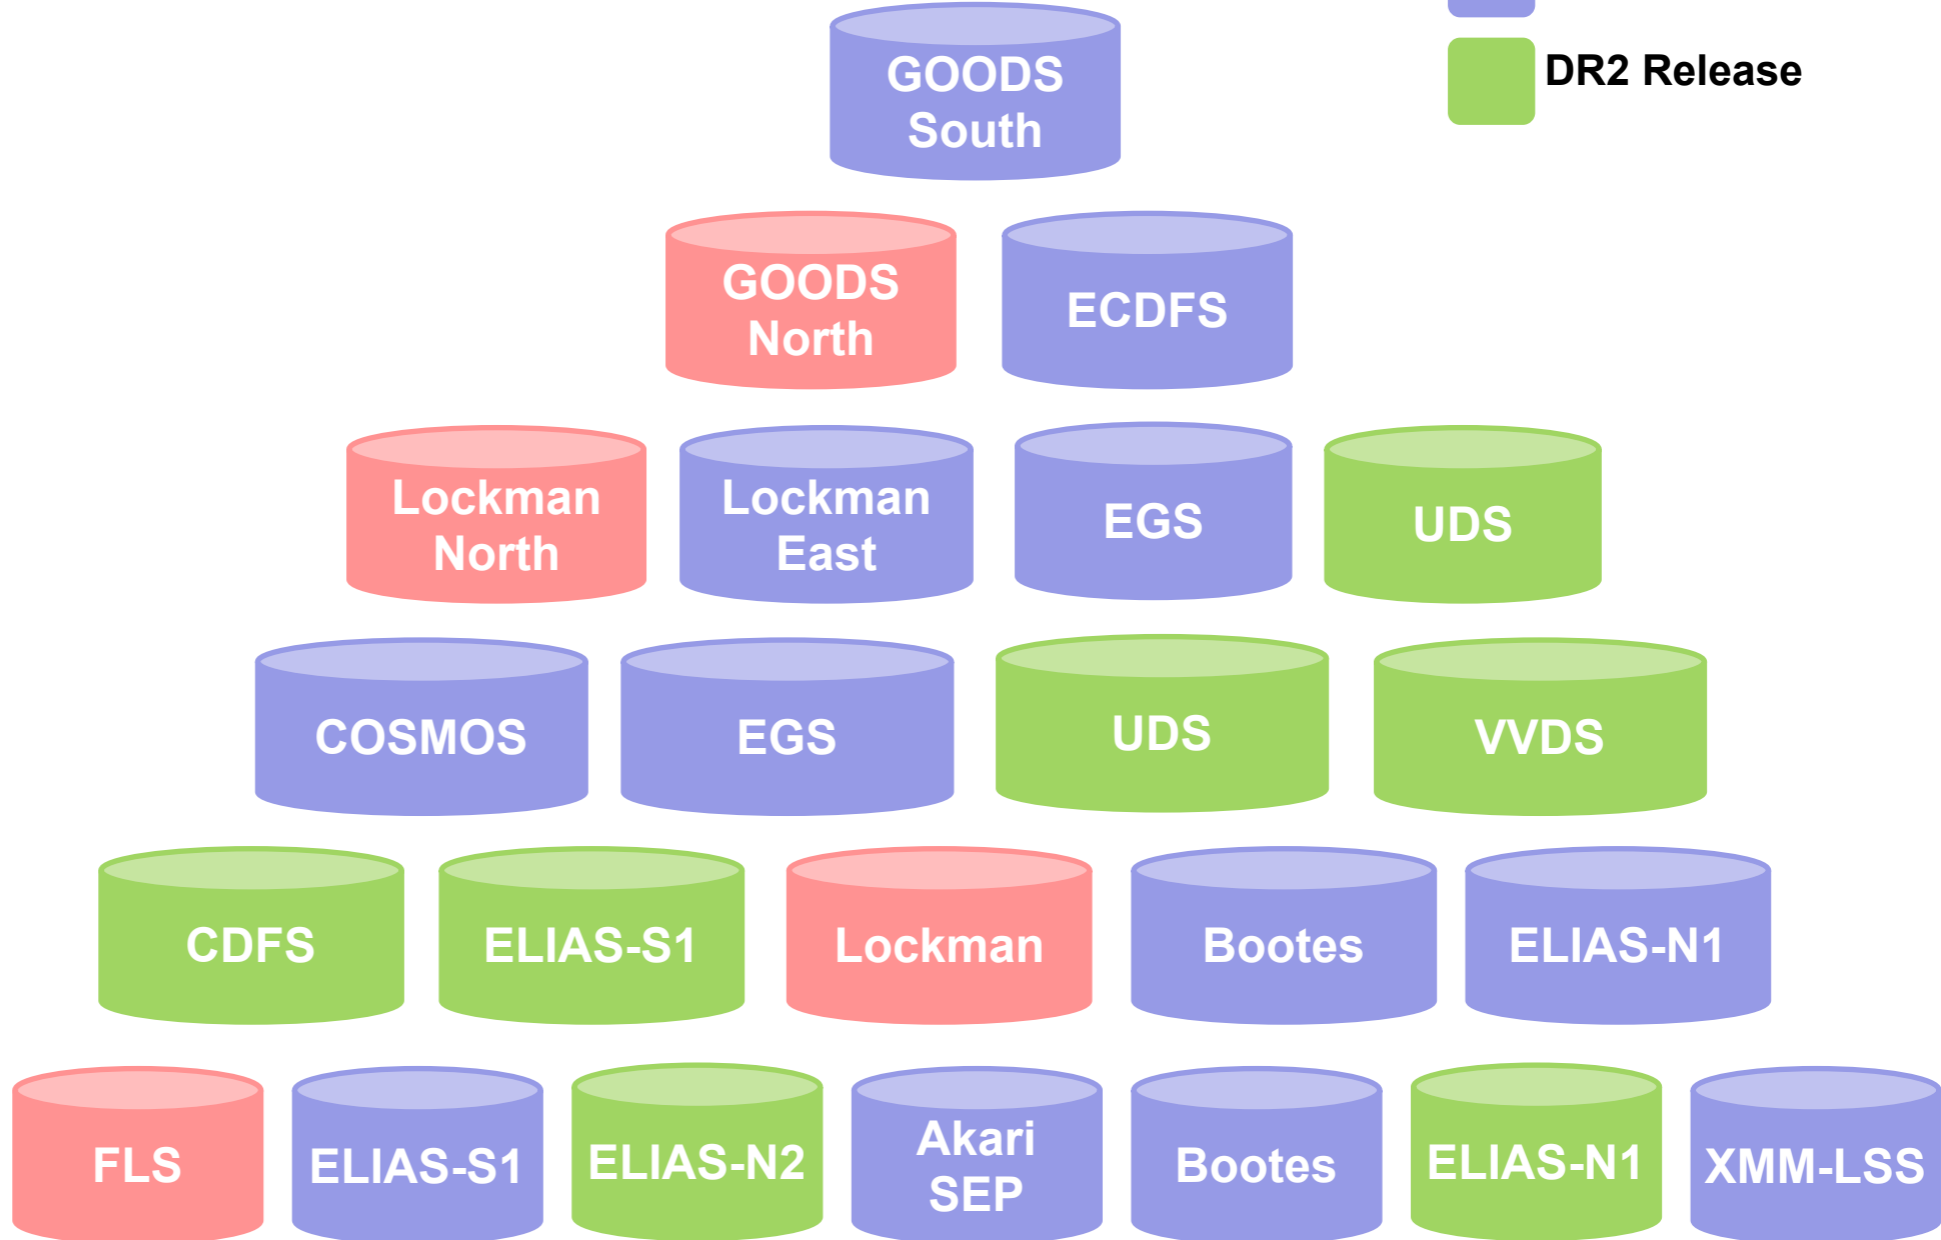 GOODS
South
DR2 Release
GOODS
North
ECDFS
Lockman
North
Lockman
East
EGS
UDS
COSMOS
EGS
UDS
VVDS
CDFS
ELIAS-S1
Lockman
Bootes
ELIAS-N1
FLS
ELIAS-S1
ELIAS-N2
Akari
SEP
Bootes
ELIAS-N1
XMM-LSS